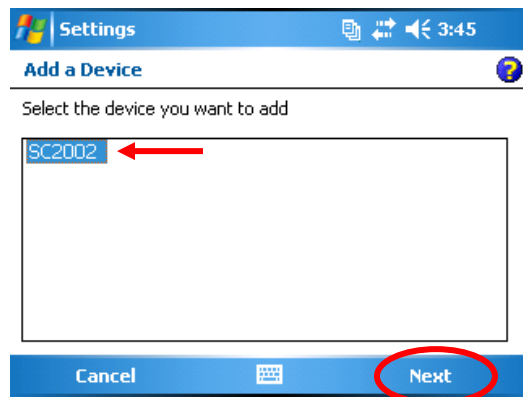 Settings 3:45
Add a Device
Select the device you want to add
SC2002
Cancel Next